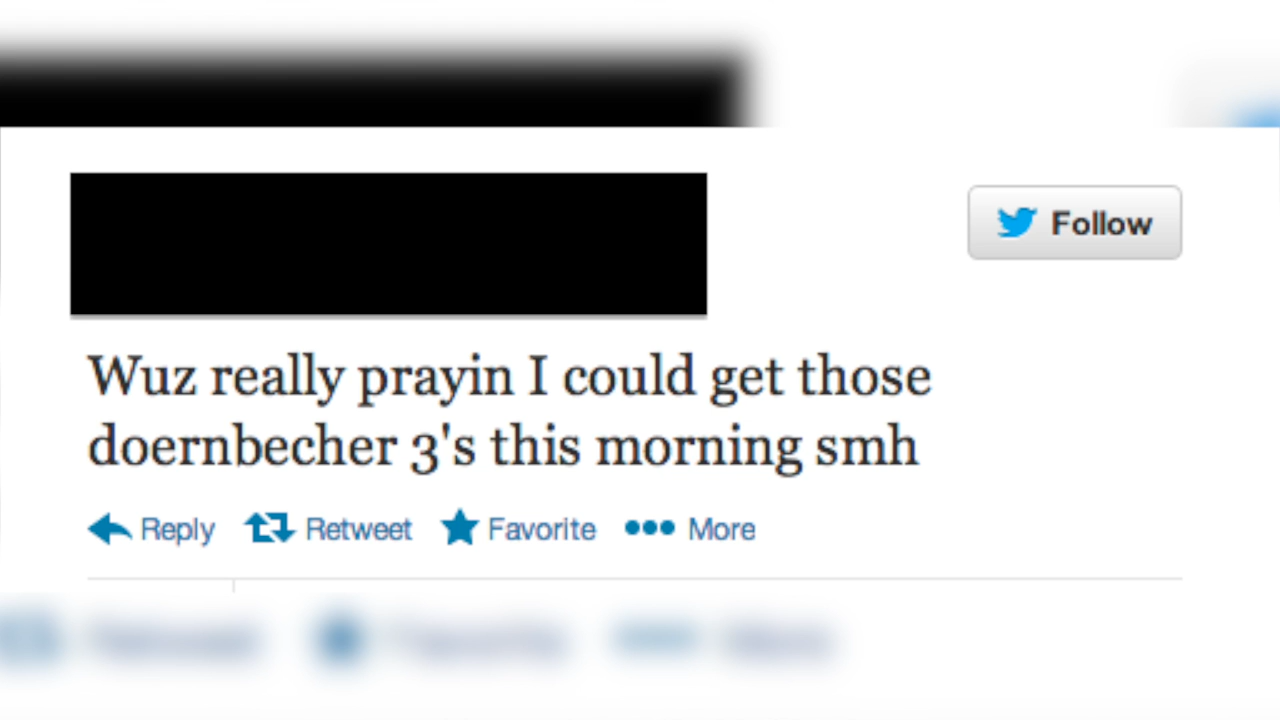 Follow
Wuz really prayin I could get those
doernbecher 3's this morning smh
Reply Retweet Favorite More